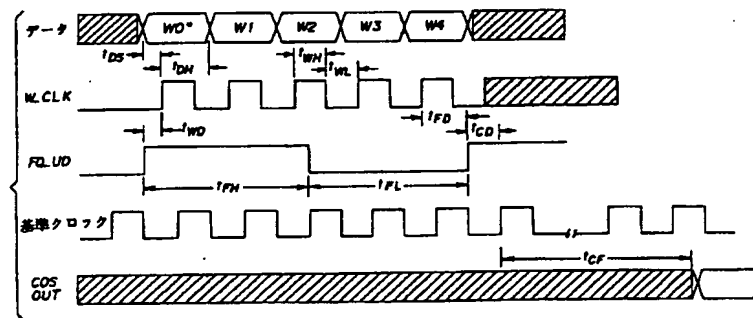 データ W0* W1 W2 W3 W4
tDS tDH tWH tWL
W_CLK
tWD tFD tCD
FQ_UD
tFH tFL
基準クロック
tCF
COS
OUT